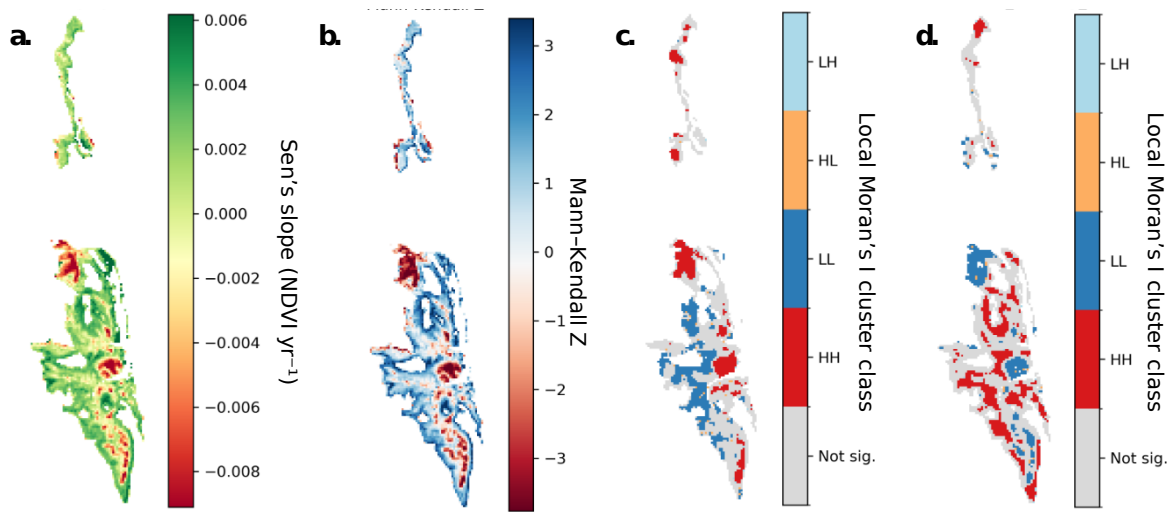 a.
0.006
0.004
0.002
0.000
−0.002
−0.004
−0.006
−0.008
Sen's slope (NDVI yr⁻¹)
b.
3
2
1
0
−1
−2
−3
Mann–Kendall Z
c.
LH
HL
LL
HH
Not sig.
Local Moran's I cluster class
d.
LH
HL
LL
HH
Not sig.
Local Moran's I cluster class